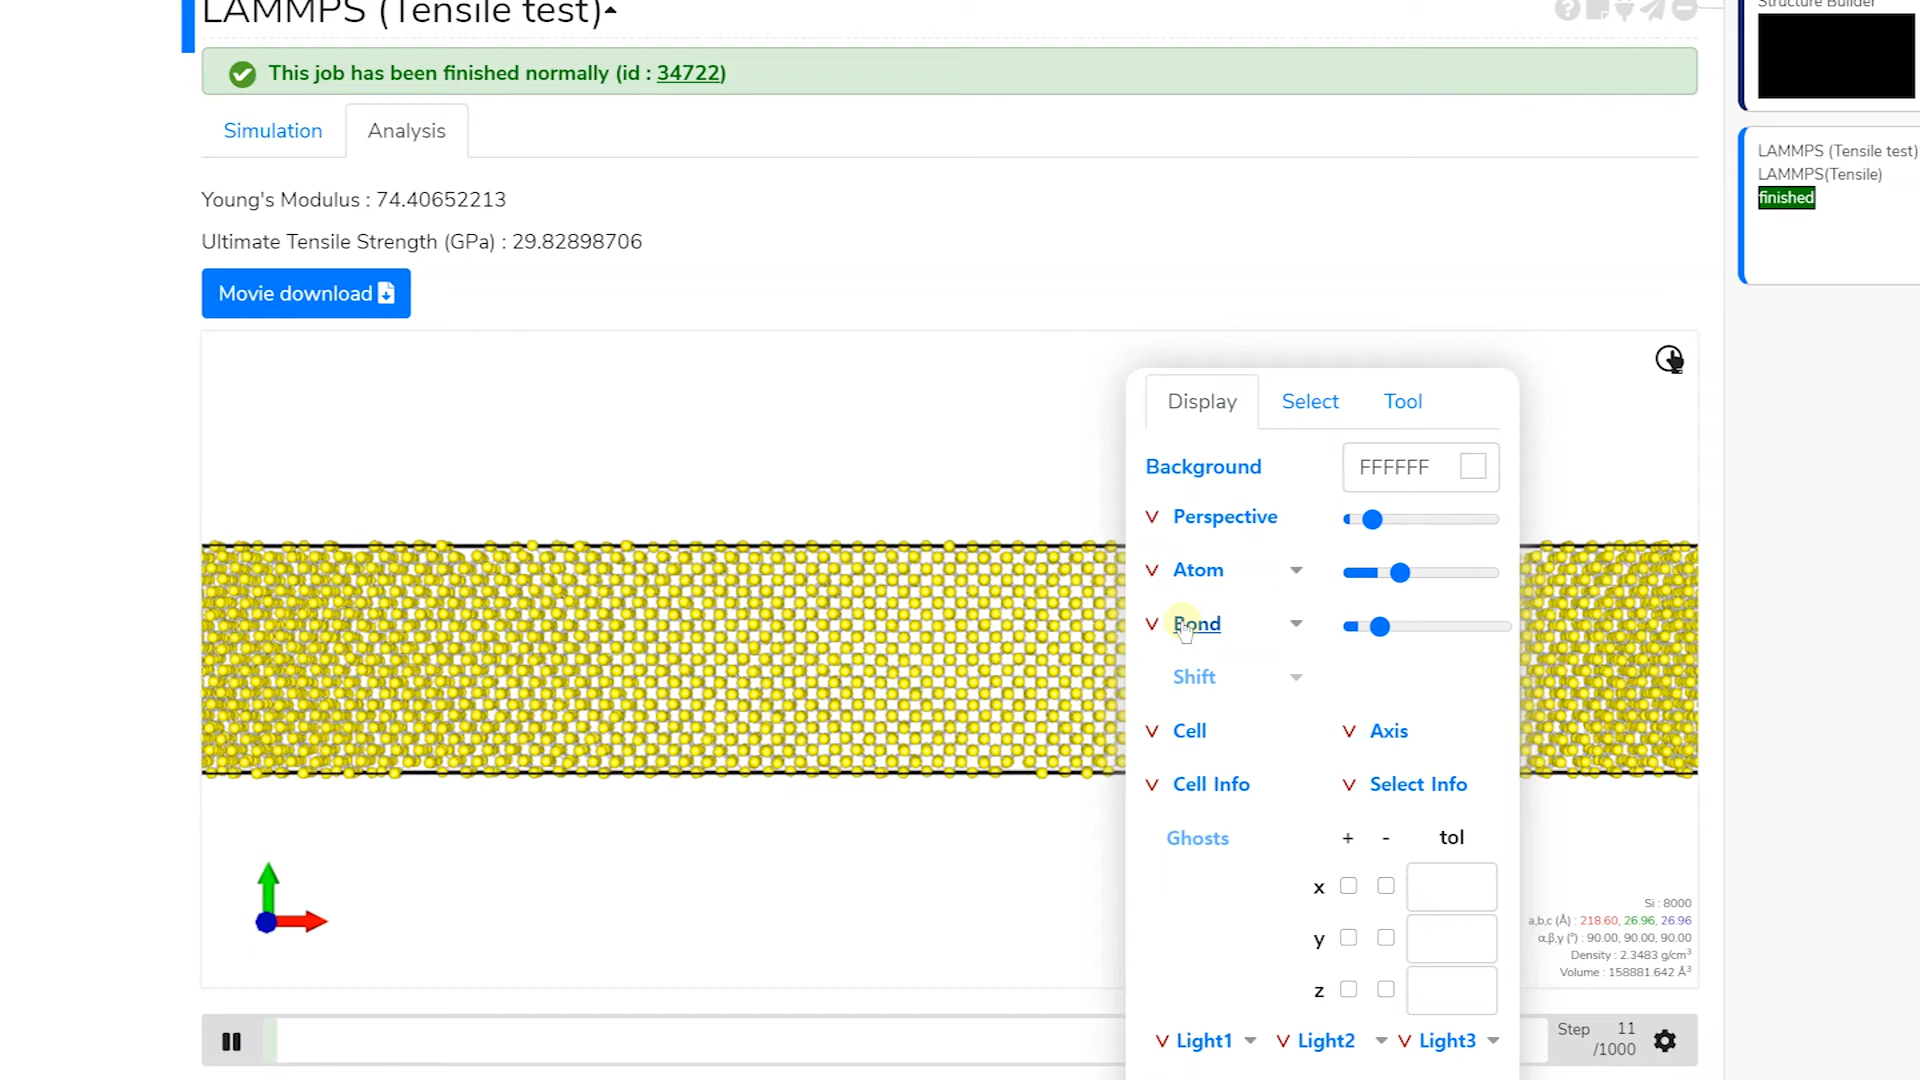 LAMMPS (Tensile test)
Structure Builder
This job has been finished normally (id : 34722)
Simulation
Analysis
LAMMPS (Tensile test)
LAMMPS(Tensile)
finished
Young's Modulus : 74.40652213
Ultimate Tensile Strength (GPa) : 29.82898706
Movie download
Display
Select
Tool
Background
FFFFFF
V Perspective
V Atom
V Bond
Shift
V Cell
V Axis
V Cell Info
V Select Info
Ghosts
+ - tol
x
y
z
V Light1
V Light2
V Light3
Si : 8000
a,b,c (Å) : 218.60, 26.96, 26.96
α,β,γ (°) : 90.00, 90.00, 90.00
Density : 2.3483 g/cm³
Volume : 158881.642 Å³
Step 11
/1000